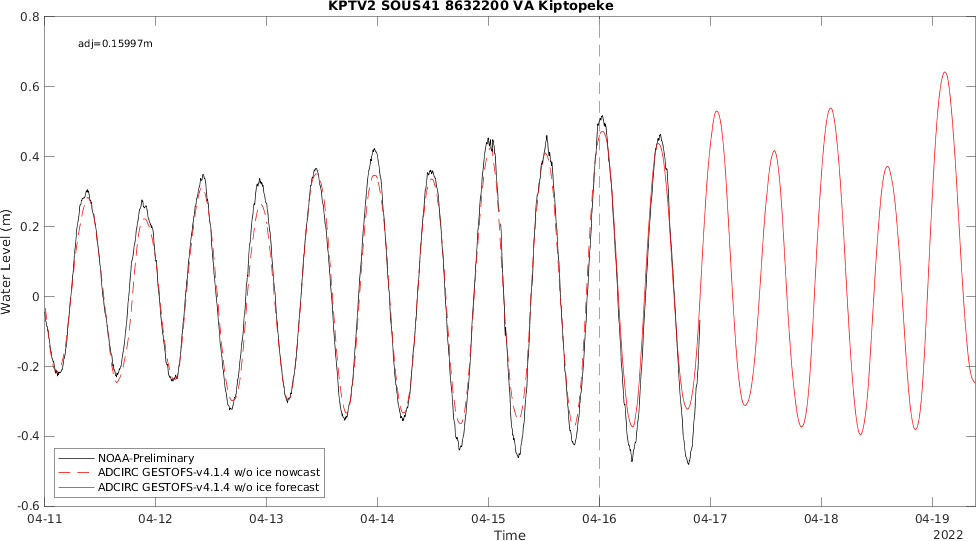 KPTV2 SOUS41 8632200 VA Kiptopeke
adj=0.15997m
0.8
0.6
0.4
0.2
0
-0.2
-0.4
-0.6
Water Level (m)
NOAA-Preliminary
ADCIRC GESTOFS-v4.1.4 w/o ice nowcast
ADCIRC GESTOFS-v4.1.4 w/o ice forecast
04-11 04-12 04-13 04-14 04-15 04-16 04-17 04-18 04-19
Time
2022